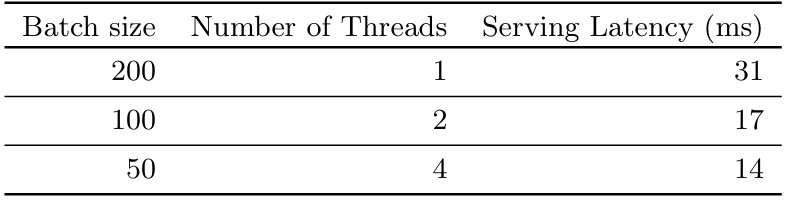 Batch size Number of Threads Serving Latency (ms)
200 1 31
100 2 17
50 4 14